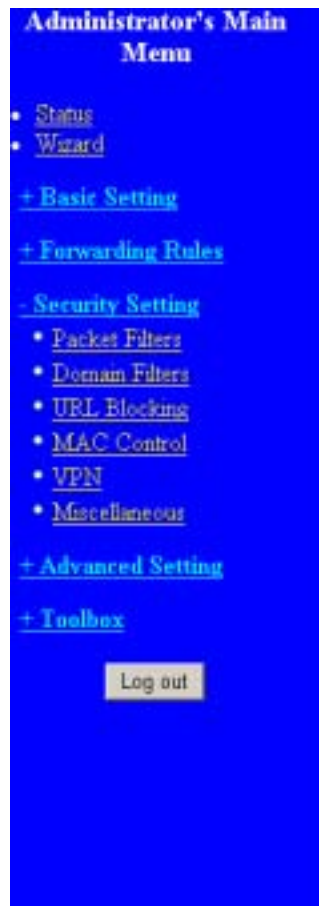 Administrator's Main
Menu
• Status
• Wizard
+ Basic Setting
+ Forwarding Rules
- Security Setting
• Packet Filters
• Domain Filters
• URL Blocking
• MAC Control
• VPN
• Miscellaneous
+ Advanced Setting
+ Toolbox
Log out